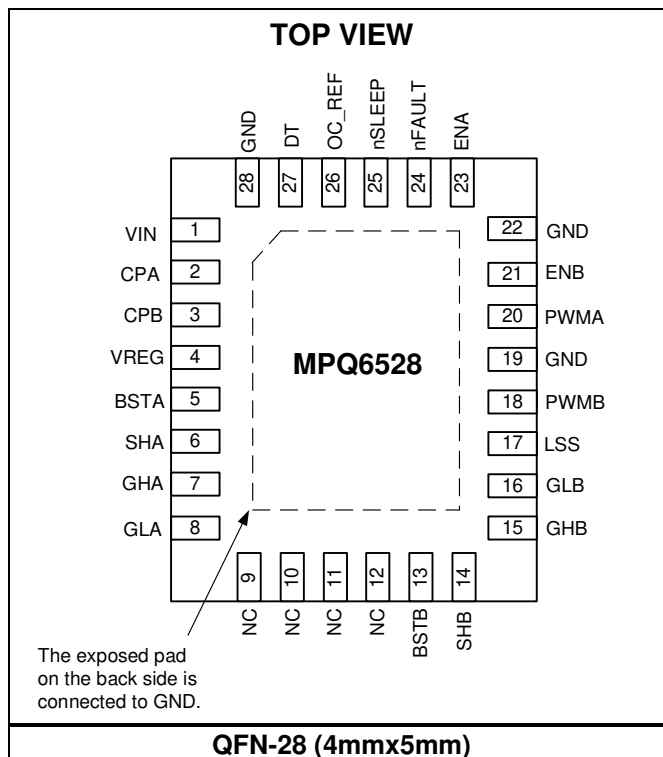 TOP VIEW
GND
DT
OC_REF
nSLEEP
nFAULT
ENA
28
27
26
25
24
23
VIN 1
CPA 2
CPB 3
VREG 4
BSTA 5
SHA 6
GHA 7
GLA 8
MPQ6528
22 GND
21 ENB
20 PWMA
19 GND
18 PWMB
17 LSS
16 GLB
15 GHB
9
10
11
12
13
14
NC
NC
NC
NC
BSTB
SHB
The exposed pad
on the back side is
connected to GND.
QFN-28 (4mmx5mm)